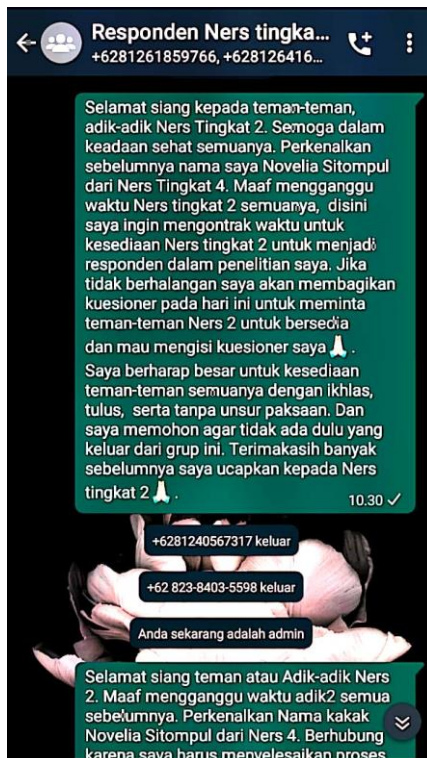 Responden Ners tingka...
+6281261859766, +628126416...
Selamat siang kepada teman-teman,
adik-adik Ners Tingkat 2. Semoga dalam
keadaan sehat semuanya. Perkenalkan
sebelumnya nama saya Novelia Sitompul
dari Ners Tingkat 4. Maaf mengganggu
waktu Ners tingkat 2 semuanya, disini
saya ingin mengontrak waktu untuk
kesediaan Ners tingkat 2 untuk menjadi
responden dalam penelitian saya. Jika
tidak berhalangan saya akan membagikan
kuesioner pada hari ini untuk meminta
teman-teman Ners 2 untuk bersedia
dan mau mengisi kuesioner saya🙏.
Saya berharap besar untuk kesediaan
teman-teman semuanya dengan ikhlas,
tulus, serta tanpa unsur paksaan. Dan
saya memohon agar tidak ada dulu yang
keluar dari grup ini. Terimakasih banyak
sebelumnya saya ucapkan kepada Ners
tingkat 2🙏.
10.30
+6281240567317 keluar
+62 823-8403-5598 keluar
Anda sekarang adalah admin
Selamat siang teman atau Adik-adik Ners
2. Maaf mengganggu waktu adik2 semua
sebelumnya. Perkenalkan Nama kakak
Novelia Sitompul dari Ners 4. Berhubung
karena saya harus menyelesaikan proses